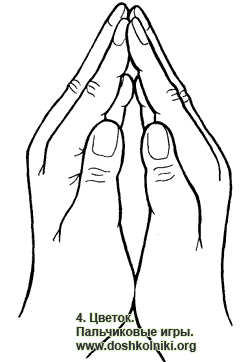 4. Цветок.
Пальчиковые игры.
www.doshkolniki.org